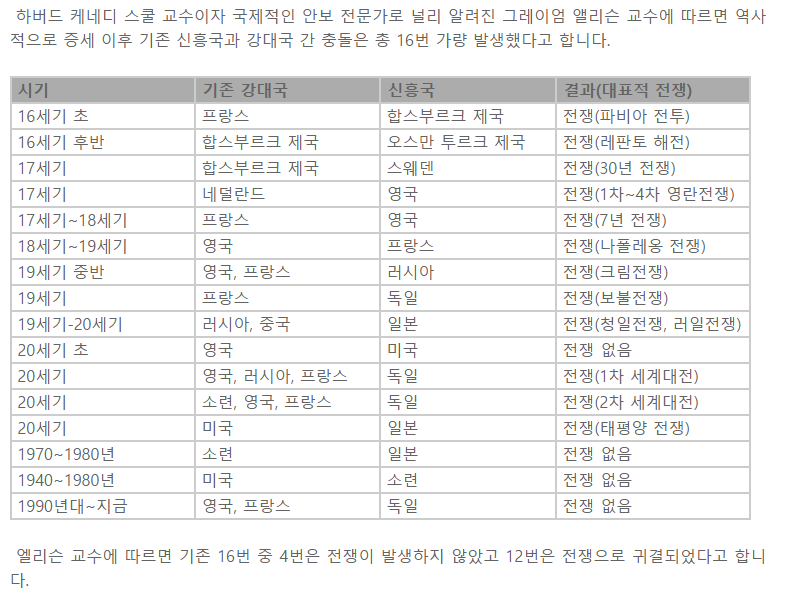 하버드 케네디 스쿨 교수이자 국제적인 안보 전문가로 널리 알려진 그레이엄 앨리슨 교수에 따르면 역사
적으로 중세 이후 기존 신흥국과 강대국 간 충돌은 총 16번 가량 발생했다고 합니다.
시기 기존 강대국 신흥국 결과(대표적 전쟁)
16세기 초 프랑스 합스부르크 제국 전쟁(파비아 전투)
16세기 후반 합스부르크 제국 오스만 투르크 제국 전쟁(레판토 해전)
17세기 합스부르크 제국 스웨덴 전쟁(30년 전쟁)
17세기 네덜란드 영국 전쟁(1차~4차 영란전쟁)
17세기~18세기 프랑스 영국 전쟁(7년 전쟁)
18세기~19세기 영국 프랑스 전쟁(나폴레옹 전쟁)
19세기 중반 영국, 프랑스 러시아 전쟁(크림전쟁)
19세기 프랑스 독일 전쟁(보불전쟁)
19세기-20세기 러시아, 중국 일본 전쟁(청일전쟁, 러일전쟁)
20세기 초 영국 미국 전쟁 없음
20세기 영국, 러시아, 프랑스 독일 전쟁(1차 세계대전)
20세기 소련, 영국, 프랑스 독일 전쟁(2차 세계대전)
20세기 미국 일본 전쟁(태평양 전쟁)
1970~1980년 소련 일본 전쟁 없음
1940~1980년 미국 소련 전쟁 없음
1990년대~지금 영국, 프랑스 독일 전쟁 없음
엘리슨 교수에 따르면 기존 16번 중 4번은 전쟁이 발생하지 않았고 12번은 전쟁으로 귀결되었다고 합니
다.